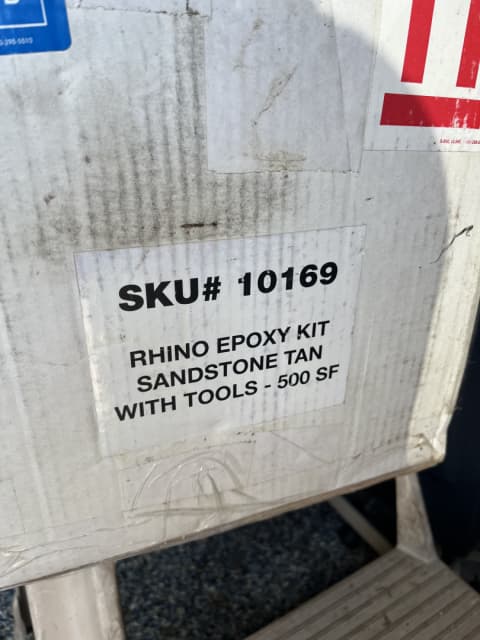 SKU# 10169
RHINO EPOXY KIT
SANDSTONE TAN
WITH TOOLS - 500 SF